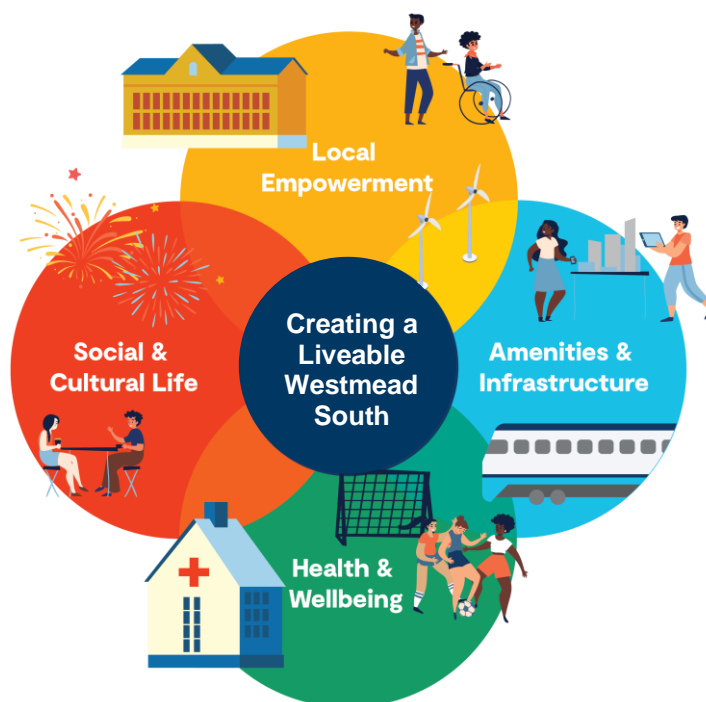 Local
Empowerment
Social &
Cultural Life
Creating a
Liveable
Westmead
South
Amenities &
Infrastructure
Health &
Wellbeing